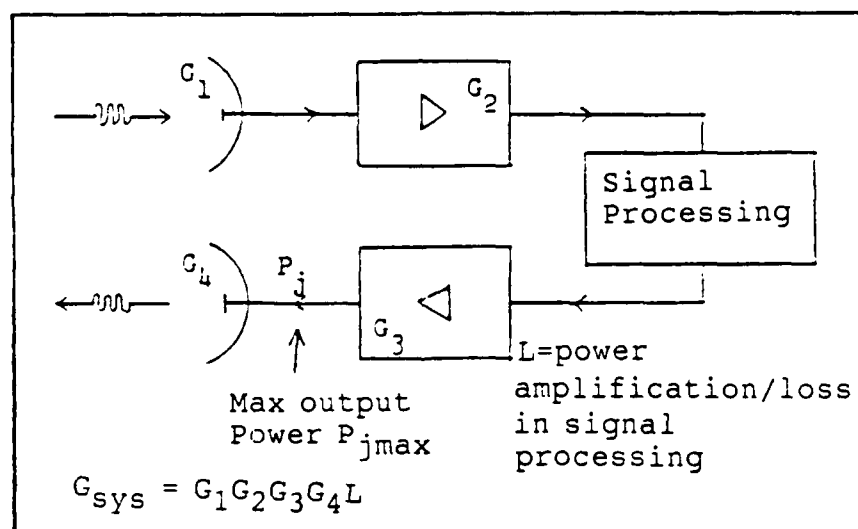 G1
G2
Signal
Processing
G4
Pj
G3
L=power
amplification/loss
in signal
processing
Max output
Power Pjmax
Gsys = G1G2G3G4L